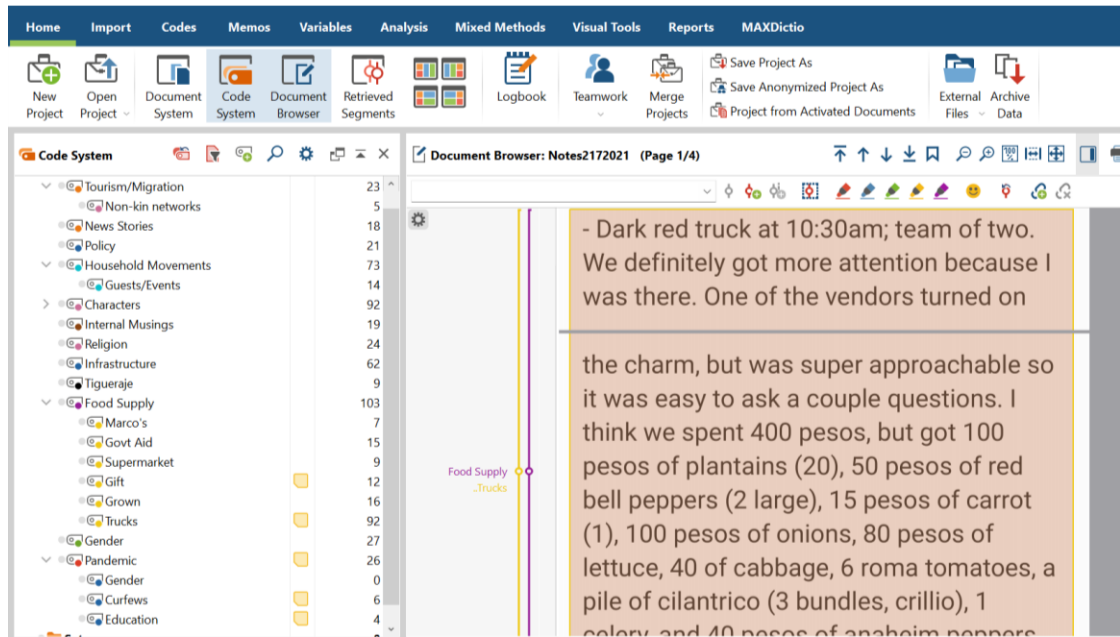 Home Import Codes Memos Variables Analysis Mixed Methods Visual Tools Reports MAXDictio
New Project
Open Project
Document System
Code System
Document Browser
Retrieved Segments
Logbook
Teamwork
Merge Projects
Save Project As
Save Anonymized Project As
Project from Activated Documents
External Files
Archive Data
Code System
Tourism/Migration 23
Non-kin networks 5
News Stories 18
Policy 21
Household Movements 73
Guests/Events 14
Characters 92
Internal Musings 19
Religion 24
Infrastructure 62
Tigueraje 9
Food Supply 103
Marco's 7
Govt Aid 15
Supermarket 9
Gift 12
Grown 16
Trucks 92
Gender 27
Pandemic 26
Gender 0
Curfews 6
Education 4
Document Browser: Notes2172021 (Page 1/4)
Food Supply
..Trucks
- Dark red truck at 10:30am; team of two.
We definitely got more attention because I
was there. One of the vendors turned on
the charm, but was super approachable so
it was easy to ask a couple questions. I
think we spent 400 pesos, but got 100
pesos of plantains (20), 50 pesos of red
bell peppers (2 large), 15 pesos of carrot
(1), 100 pesos of onions, 80 pesos of
lettuce, 40 of cabbage, 6 roma tomatoes, a
pile of cilantrico (3 bundles, crillio), 1
celery, and 40 pesos of anaheim peppers